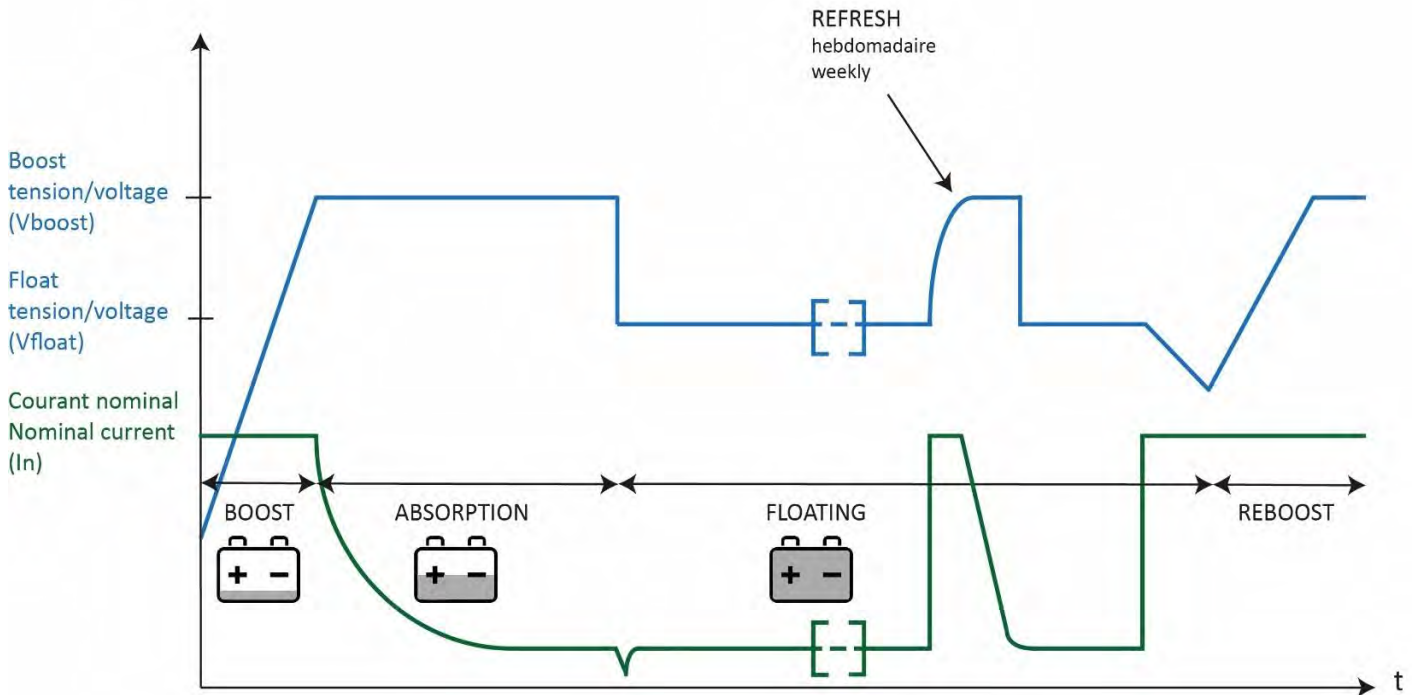 REFRESH
hebdomadaire
weekly
Boost
tension/voltage
(Vboost)
Float
tension/voltage
(Vfloat)
Courant nominal
Nominal current
(In)
BOOST
ABSORPTION
FLOATING
REBOOST
+ −
+ −
+ −
t